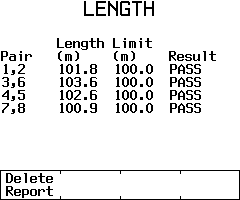 LENGTH
Length Limit
Pair (m) (m) Result
1,2 101.8 100.0 PASS
3,6 103.6 100.0 PASS
4,5 102.6 100.0 PASS
7,8 100.9 100.0 PASS
Delete
Report